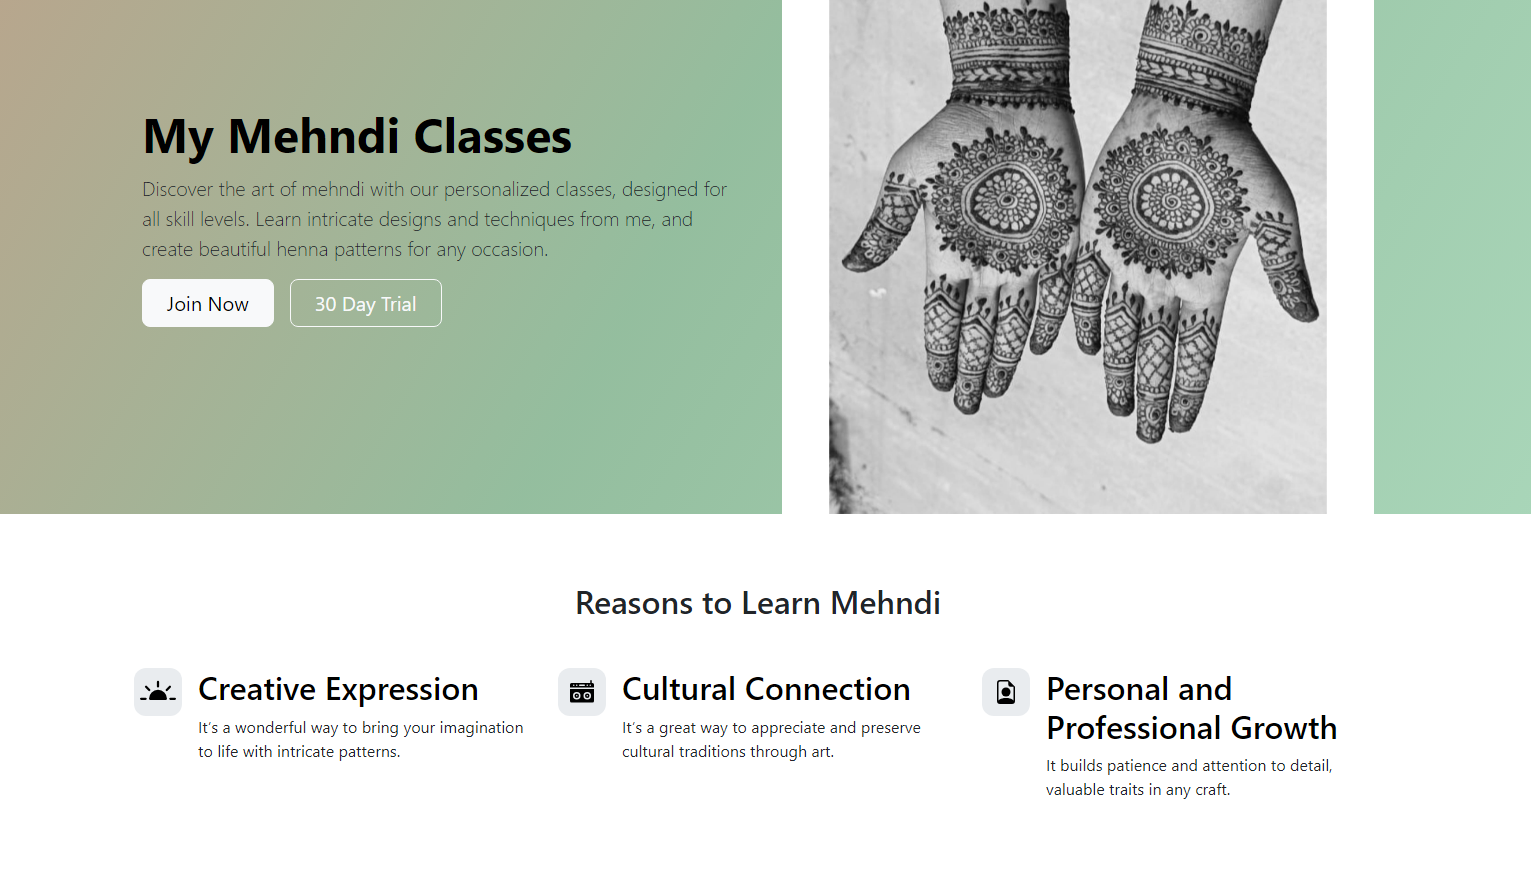 My Mehndi Classes
Discover the art of mehndi with our personalized classes, designed for
all skill levels. Learn intricate designs and techniques from me, and
create beautiful henna patterns for any occasion.
Join Now
30 Day Trial
Reasons to Learn Mehndi
Creative Expression
It's a wonderful way to bring your imagination
to life with intricate patterns.
Cultural Connection
It's a great way to appreciate and preserve
cultural traditions through art.
Personal and
Professional Growth
It builds patience and attention to detail,
valuable traits in any craft.